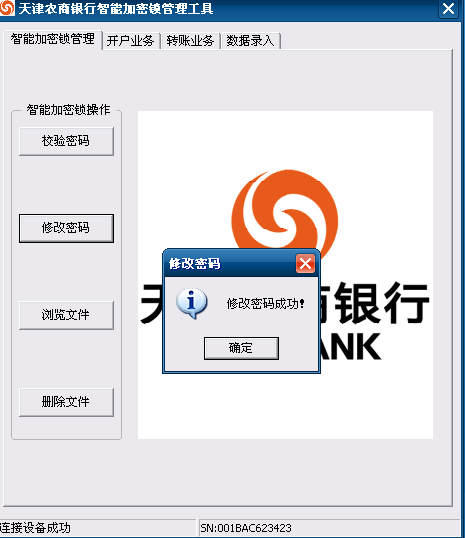 天津农商银行智能加密锁管理工具
智能加密锁管理 开户业务 转账业务 数据录入
智能加密锁操作
校验密码
修改密码
浏览文件
删除文件
修改密码
修改密码成功!
确定
天 商银行
ANK
连接设备成功 SN:001BAC623423